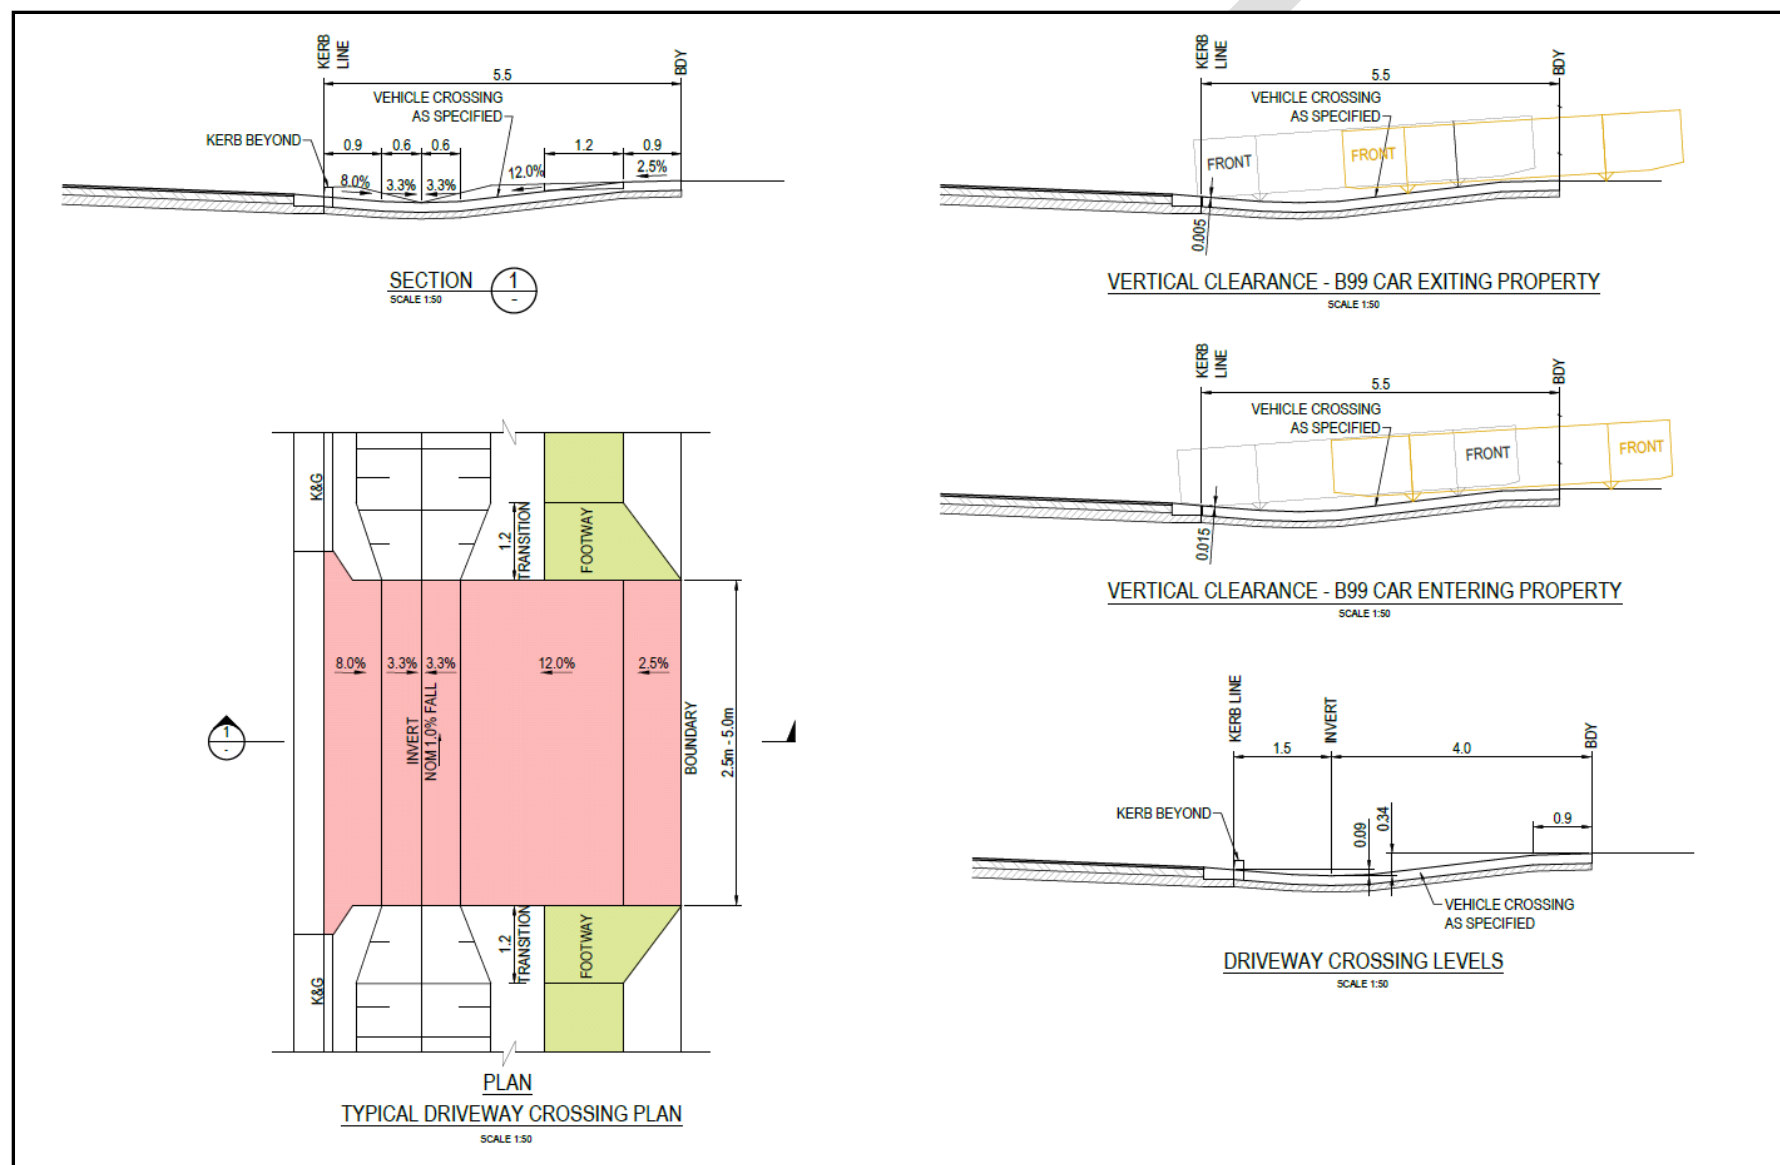 KERB
LINE
BDY
5.5
VEHICLE CROSSING
AS SPECIFIED
KERB BEYOND
0.9
0.6
0.6
1.2
0.9
8.0%
3.3%
3.3%
12.0%
2.5%
SECTION
SCALE 1:50
1
-
K&G
1.2
TRANSITION
FOOTWAY
8.0%
3.3%
3.3%
12.0%
2.5%
INVERT
NOM 1.0% FALL
BOUNDARY
2.5m - 5.0m
1
-
K&G
1.2
TRANSITION
FOOTWAY
PLAN
TYPICAL DRIVEWAY CROSSING PLAN
SCALE 1:50
KERB
LINE
BDY
5.5
VEHICLE CROSSING
AS SPECIFIED
FRONT
FRONT
0.005
VERTICAL CLEARANCE - B99 CAR EXITING PROPERTY
SCALE 1:50
KERB
LINE
BDY
5.5
VEHICLE CROSSING
AS SPECIFIED
FRONT
FRONT
0.015
VERTICAL CLEARANCE - B99 CAR ENTERING PROPERTY
SCALE 1:50
KERB LINE
INVERT
BDY
1.5
4.0
KERB BEYOND
0.09
0.34
0.9
VEHICLE CROSSING
AS SPECIFIED
DRIVEWAY CROSSING LEVELS
SCALE 1:50